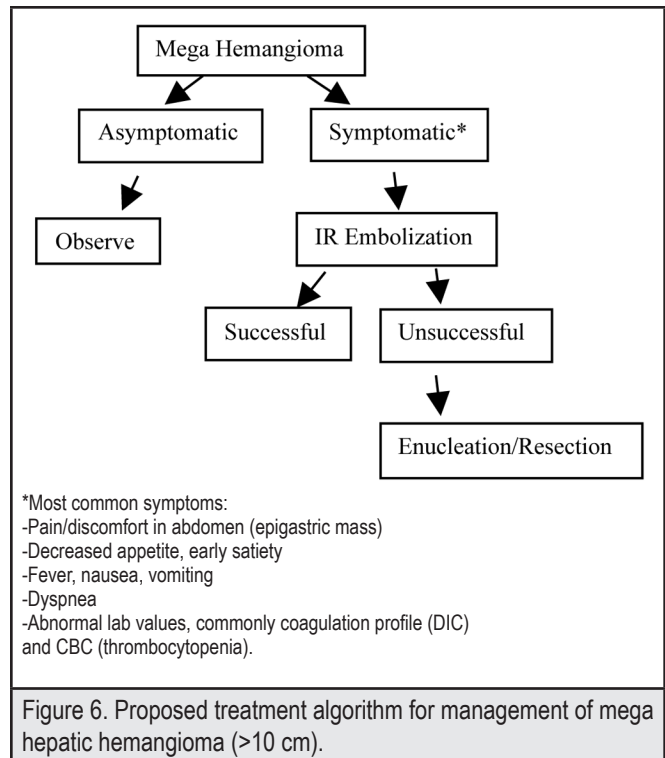 Mega Hemangioma
Asymptomatic
Symptomatic*
Observe
IR Embolization
Successful
Unsuccessful
Enucleation/Resection
*Most common symptoms:
-Pain/discomfort in abdomen (epigastric mass)
-Decreased appetite, early satiety
-Fever, nausea, vomiting
-Dyspnea
-Abnormal lab values, commonly coagulation profile (DIC)
and CBC (thrombocytopenia).
Figure 6. Proposed treatment algorithm for management of mega
hepatic hemangioma (>10 cm).